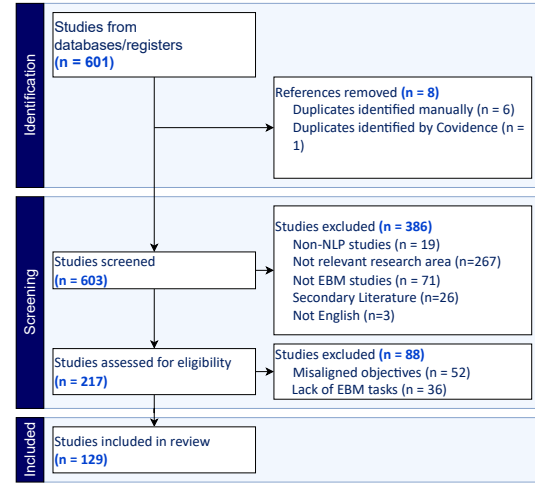 Identification
Studies from
databases/registers
(n = 601)
References removed (n = 8)
Duplicates identified manually (n = 6)
Duplicates identified by Covidence (n =
1)
Screening
Studies screened
(n = 603)
Studies excluded (n = 386)
Non-NLP studies (n = 19)
Not relevant research area (n=267)
Not EBM studies (n = 71)
Secondary Literature (n=26)
Not English (n=3)
Studies assessed for eligibility
(n = 217)
Studies excluded (n = 88)
Misaligned objectives (n = 52)
Lack of EBM tasks (n = 36)
Included
Studies included in review
(n = 129)